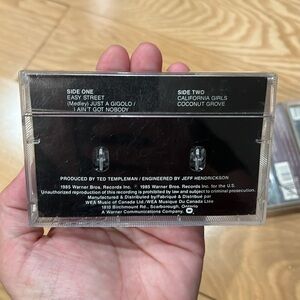 SIDE ONE
EASY STREET
(Medley) JUST A GIGOLO /
I AIN'T GOT NOBODY
SIDE TWO
CALIFORNIA GIRLS
COCONUT GROVE
PRODUCED BY TED TEMPLEMAN / ENGINEERED BY JEFF HENDRICKSON
1985 Warner Bros. Records Inc. 1985 Warner Bros. Records Inc. for the U.S.
Unauthorized reproduction of this recording is prohibited by law and subject to criminal prosecution.
Manufactured & Distributed by/Fabriqué & Distribué par
WEA Music of Canada Ltd./WEA Musique Du Canada Ltée
1810 Birchmount Rd., Scarborough, Ontario
A Warner Communications Company